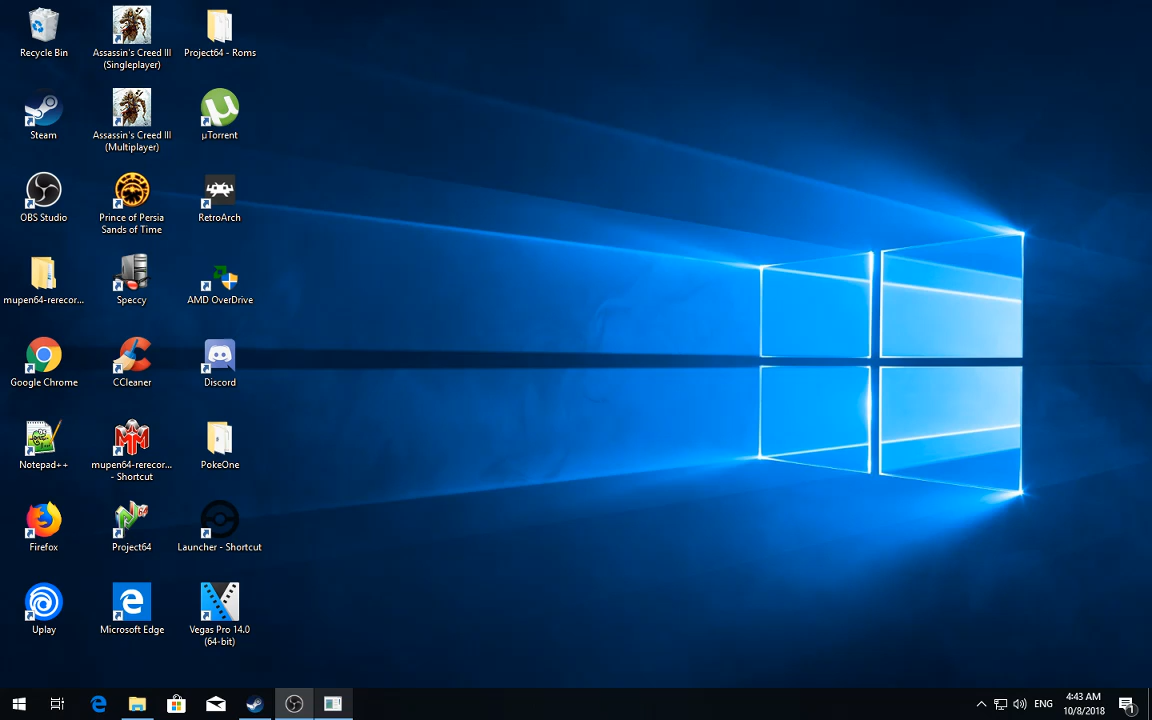 Recycle Bin
Assassin's Creed III
(Singleplayer)
Project64 - Roms
Steam
Assassin's Creed III
(Multiplayer)
µTorrent
OBS Studio
Prince of Persia
Sands of Time
RetroArch
mupen64-rerecor...
Speccy
AMD OverDrive
Google Chrome
CCleaner
Discord
Notepad++
mupen64-rerecor...
- Shortcut
PokeOne
Firefox
Project64
Launcher - Shortcut
Uplay
Microsoft Edge
Vegas Pro 14.0
(64-bit)
ENG
4:43 AM
10/8/2018
1